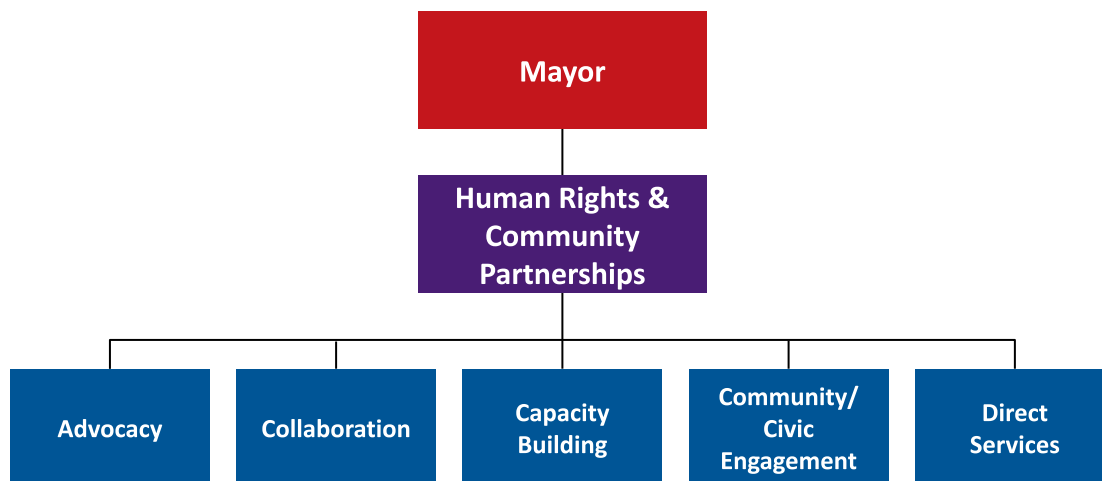 Mayor
Human Rights &
Community
Partnerships
Advocacy
Collaboration
Capacity
Building
Community/
Civic
Engagement
Direct
Services